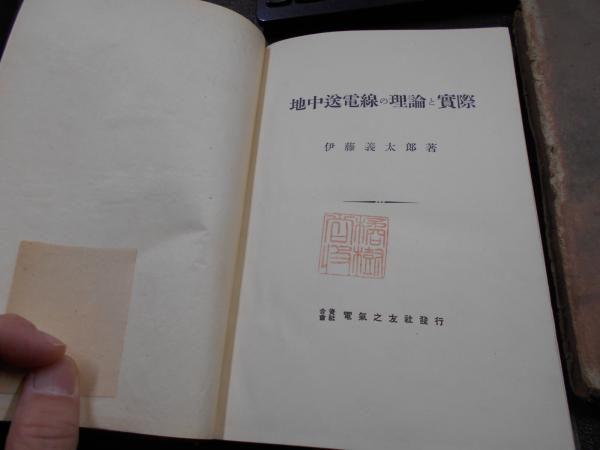 地中送電線の理論と實際
伊藤義太郎著
合資會社 電氣之友社發行